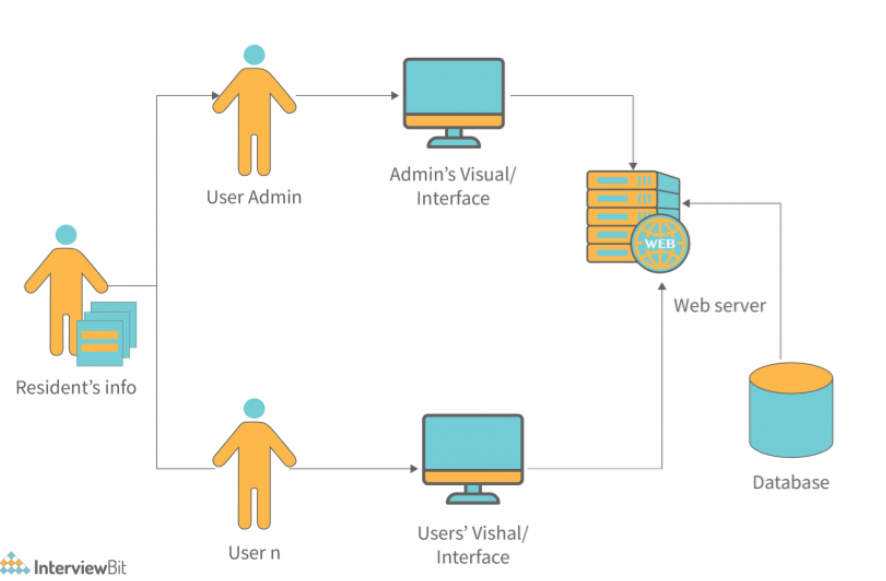 User Admin
Admin's Visual/
Interface
WEB
Web server
Resident's info
Database
User n
Users' Vishal/
Interface
InterviewBit